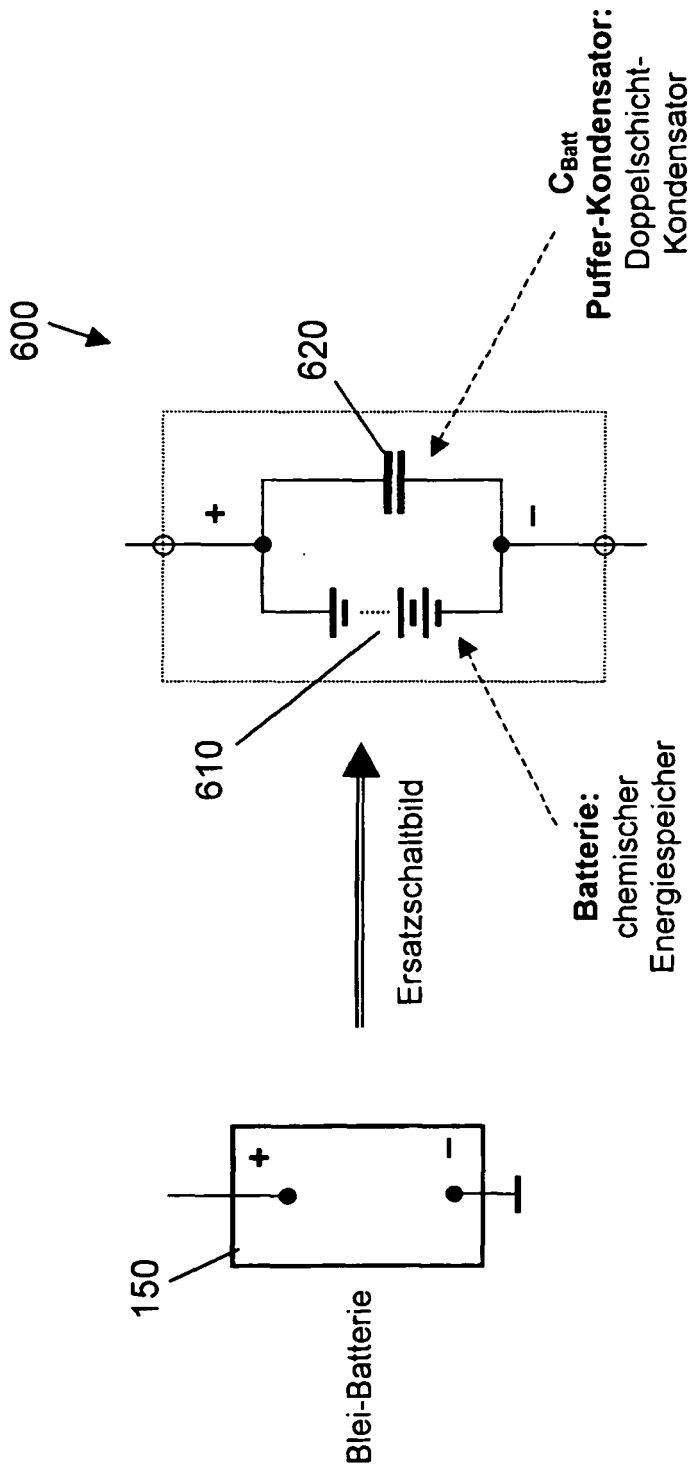 600
150
+
−
Blei-Batterie
Ersatzschaltbild
610
620
+
−
Batterie:
chemischer
Energiespeicher
CBatt
Puffer-Kondensator:
Doppelschicht-
Kondensator